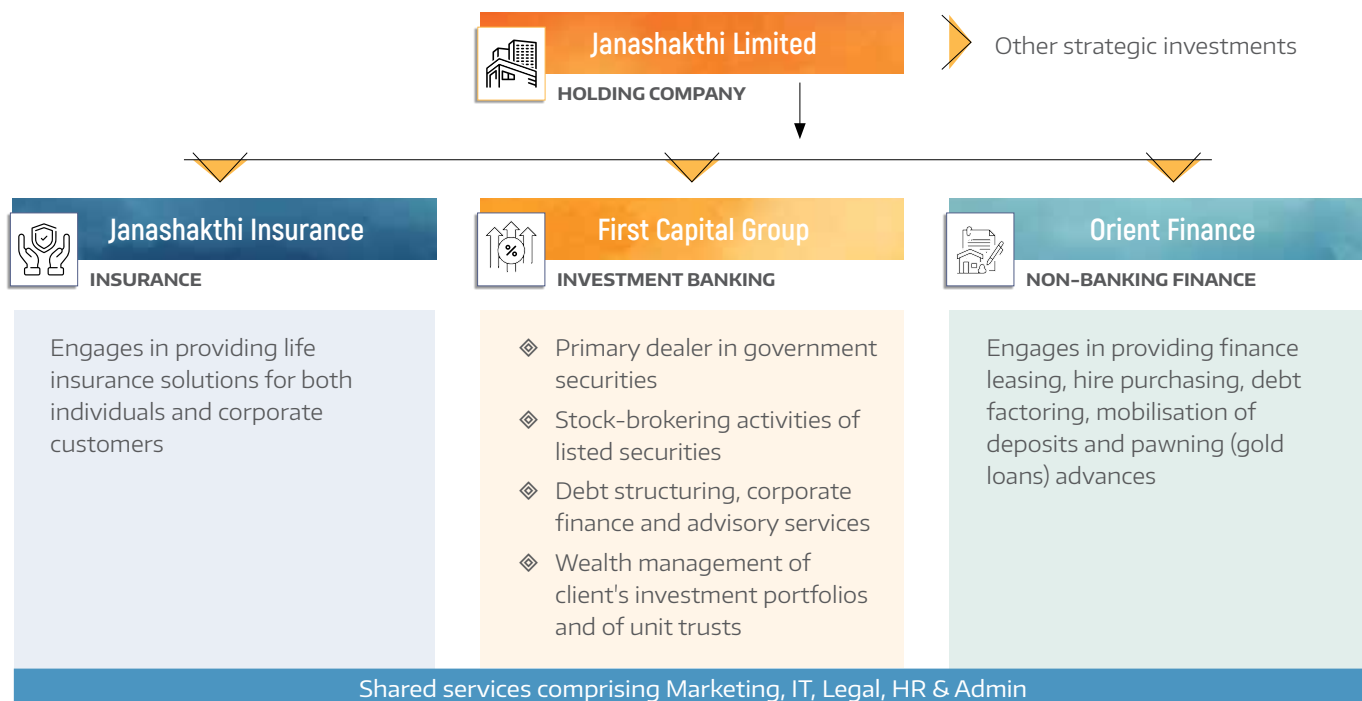 Janashakthi Limited
HOLDING COMPANY
Other strategic investments
Janashakthi Insurance
INSURANCE
Engages in providing life
insurance solutions for both
individuals and corporate
customers
First Capital Group
%
INVESTMENT BANKING
Primary dealer in government
securities
Stock-brokering activities of
listed securities
Debt structuring, corporate
finance and advisory services
Wealth management of
client's investment portfolios
and of unit trusts
Orient Finance
NON-BANKING FINANCE
Engages in providing finance
leasing, hire purchasing, debt
factoring, mobilisation of
deposits and pawning (gold
loans) advances
Shared services comprising Marketing, IT, Legal, HR & Admin